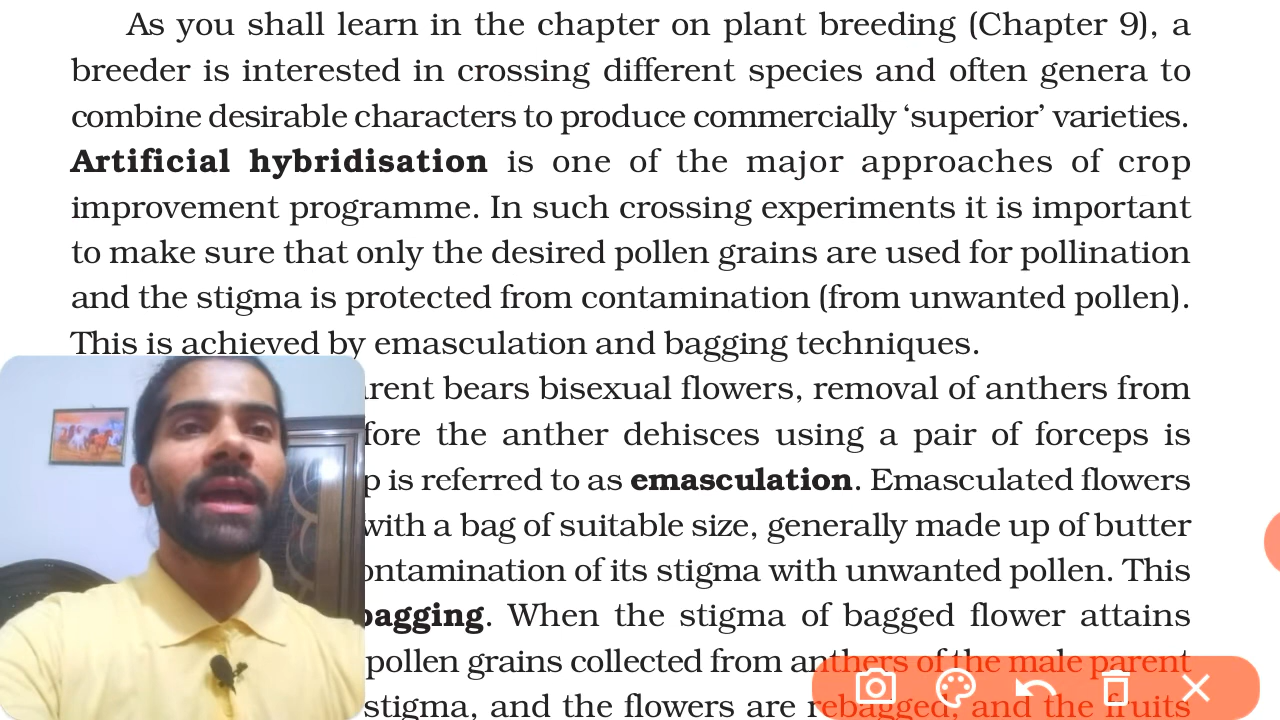 As you shall learn in the chapter on plant breeding (Chapter 9), a
breeder is interested in crossing different species and often genera to
combine desirable characters to produce commercially ‘superior’ varieties.
Artificial hybridisation is one of the major approaches of crop
improvement programme. In such crossing experiments it is important
to make sure that only the desired pollen grains are used for pollination
and the stigma is protected from contamination (from unwanted pollen).
This is achieved by emasculation and bagging techniques.
bears bisexual flowers, removal of anthers from
the anther dehisces using a pair of forceps is
is referred to as emasculation. Emasculated flowers
with a bag of suitable size, generally made up of butter
of its stigma with unwanted pollen. This
bagging. When the stigma of bagged flower attains
pollen grains collected from anthers of the male parent
stigma, and the flowers are rebagged, and the fruits